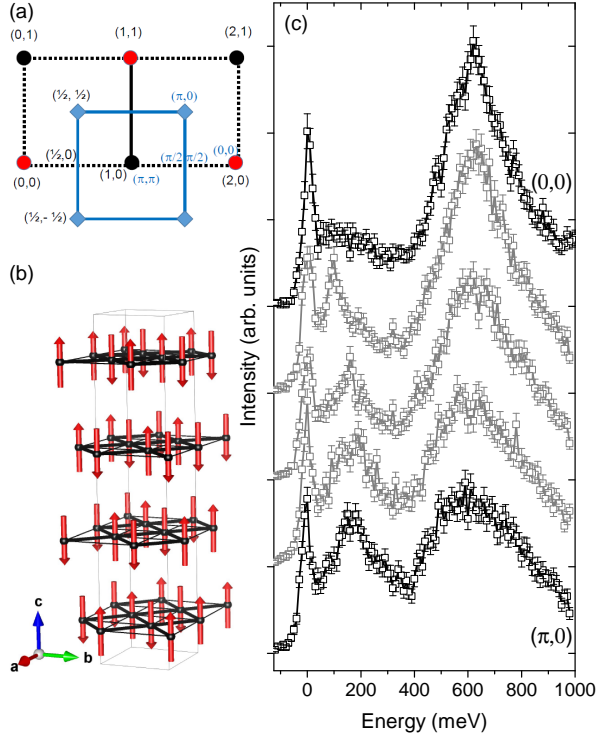 (a)
(0,1)
(1,1)
(2,1)
(½, ½)
(π,0)
(½,0)
(π/2,π/2)
(0,0)
(0,0)
(1,0)
(π,π)
(2,0)
(½,- ½)
(b)
c
a
b
(c)
(0,0)
(π,0)
Intensity (arb. units)
0 200 400 600 800 1000
Energy (meV)